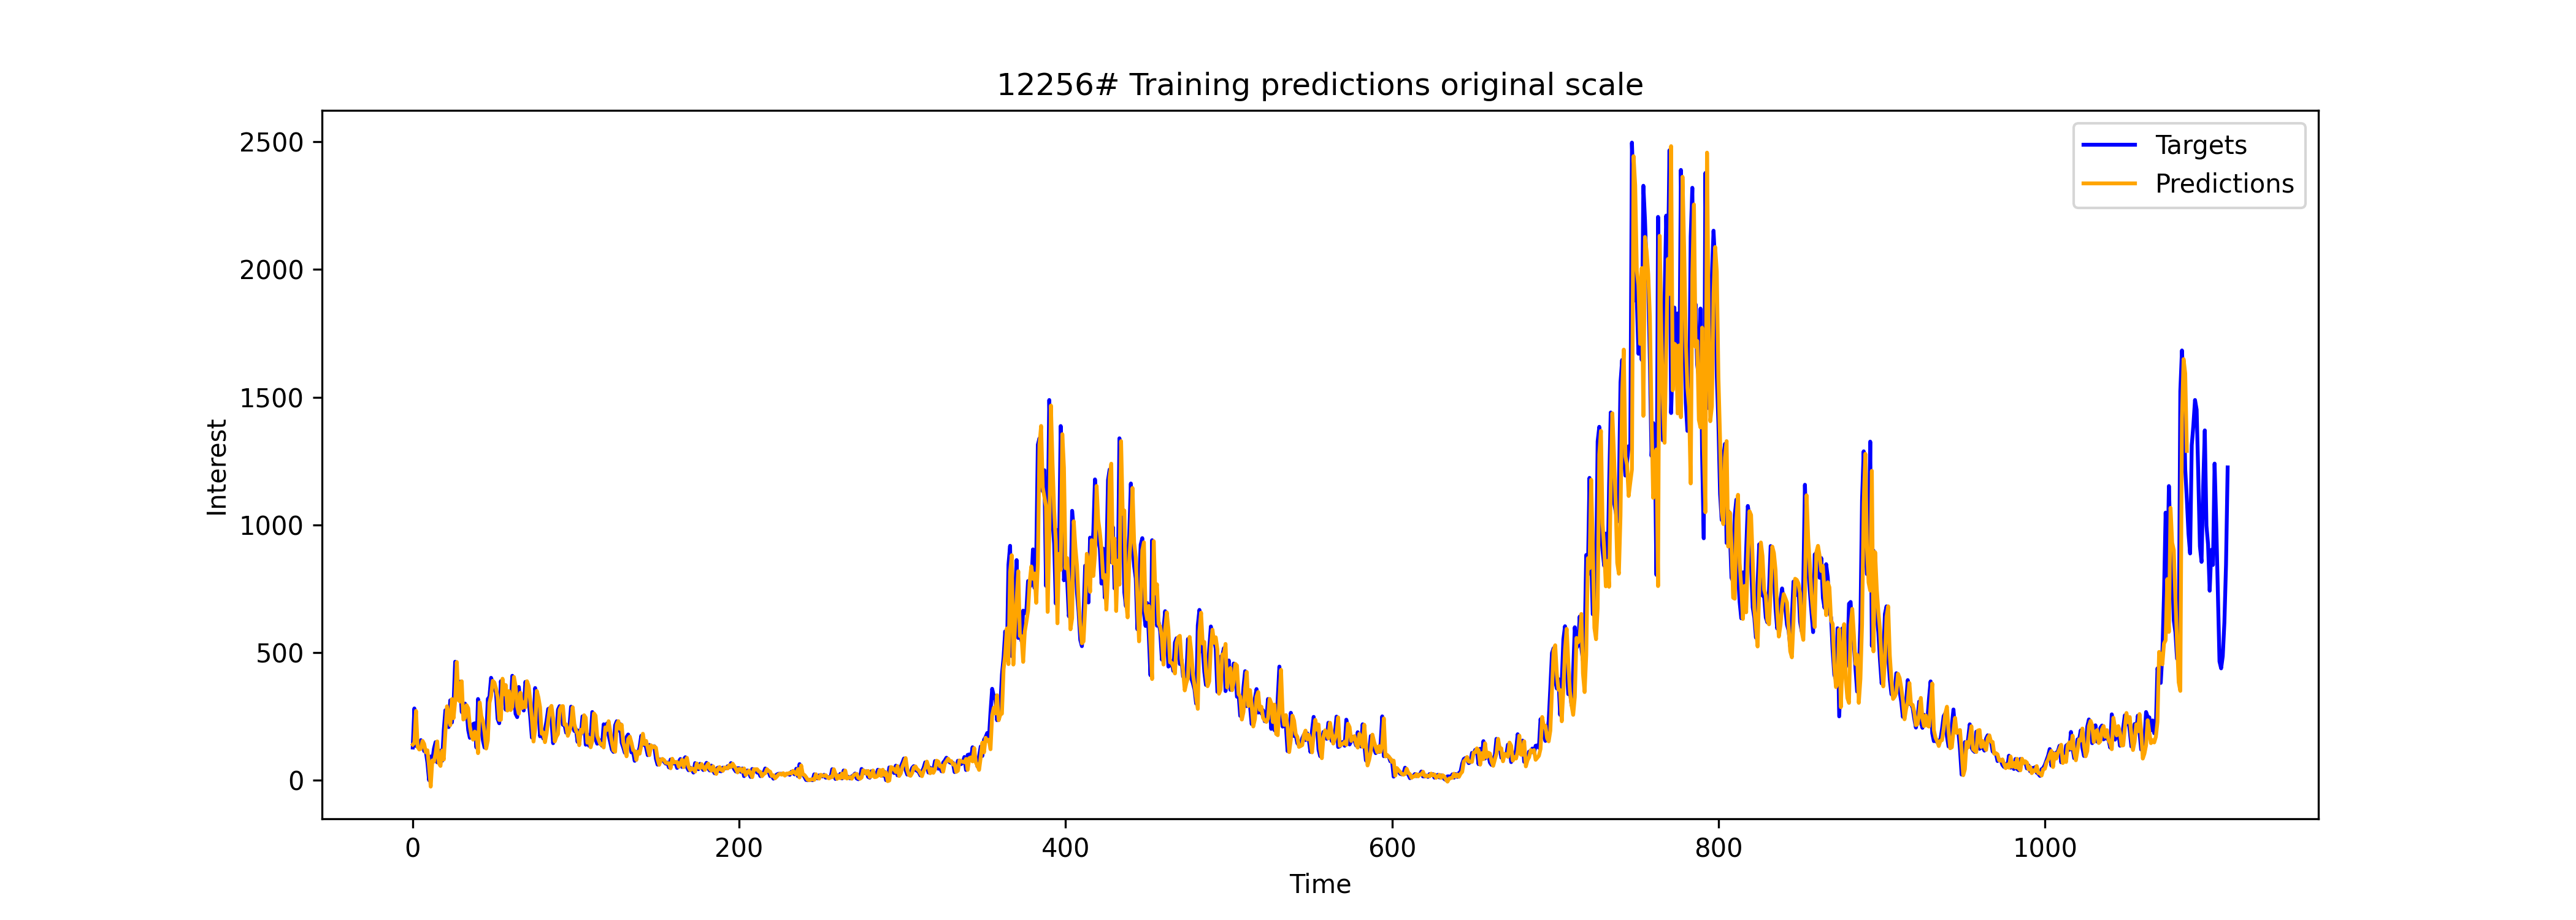 12256# Training predictions original scale
Targets
Predictions
2500
2000
1500
1000
500
0
Interest
0 200 400 600 800 1000
Time